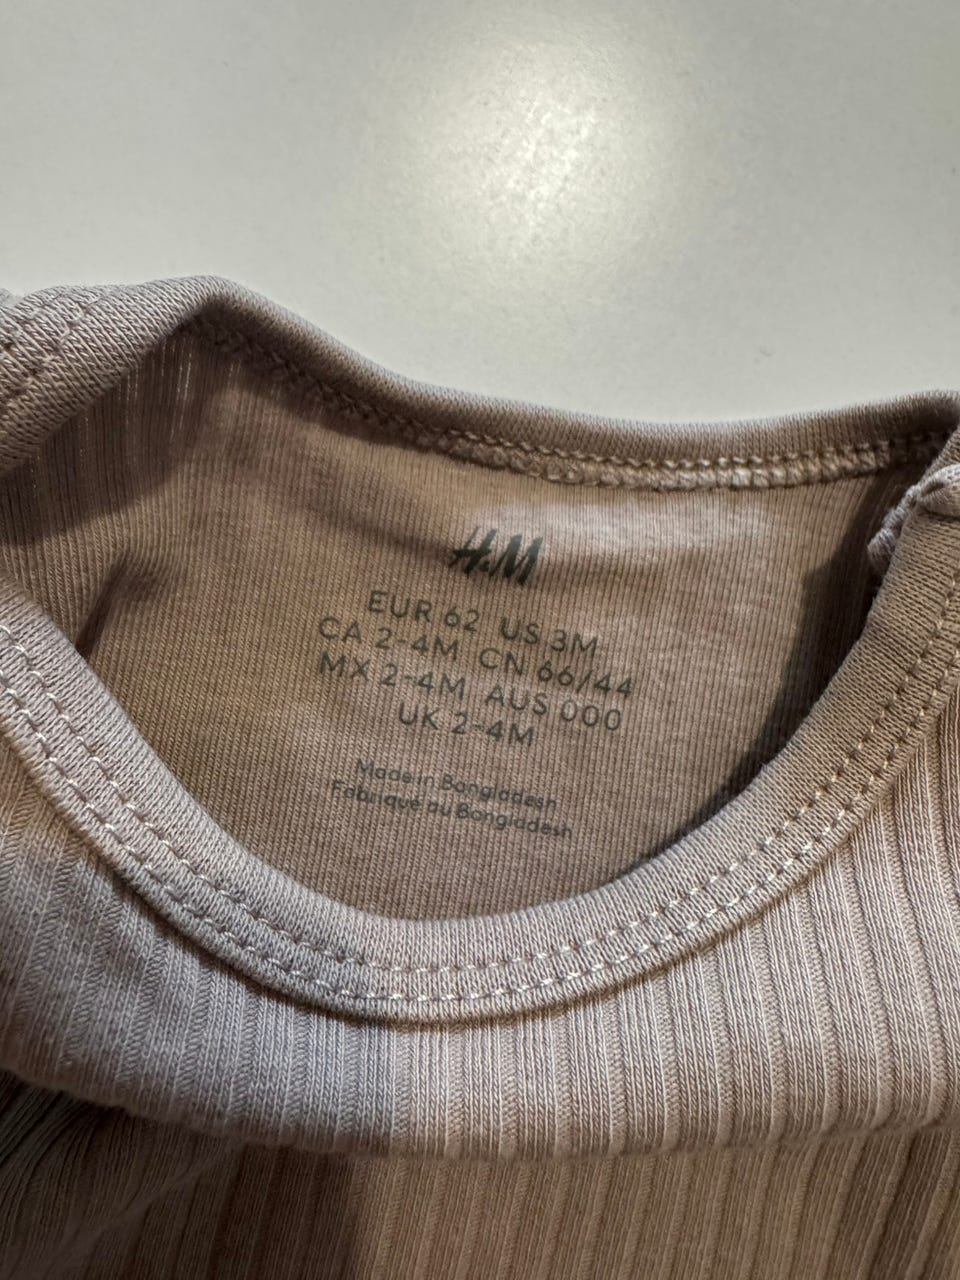 H&M
EUR 62 US 3M
CA 2-4M CN 66/44
MX 2-4M AUS 000
UK 2-4M
Made in Bangladesh
Fabriqué au Bangladesh